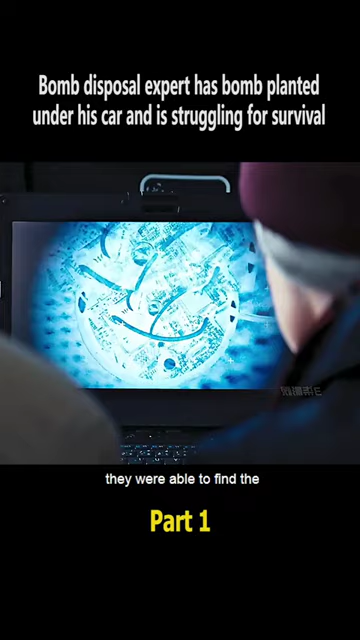 Bomb disposal expert has bomb planted
under his car and is struggling for survival
they were able to find the
Part 1